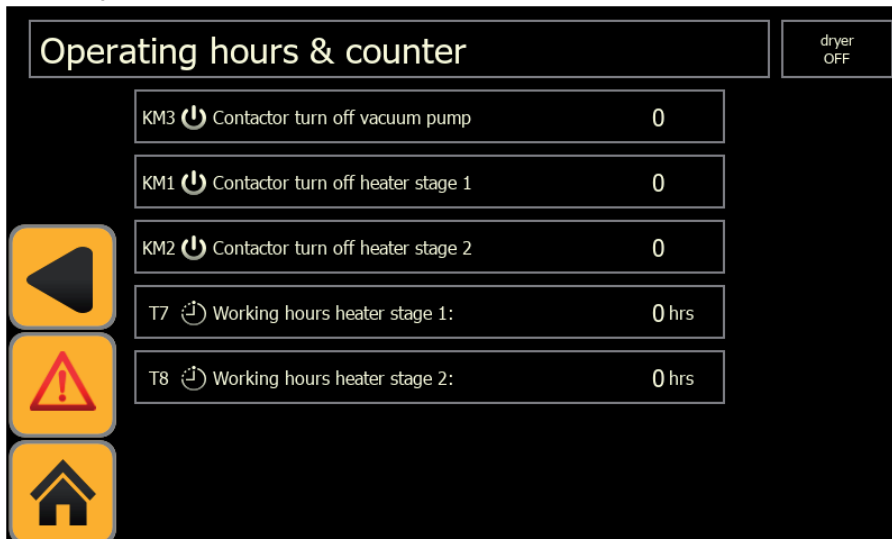 Operating hours & counter
dryer
OFF
KM3 Contactor turn off vacuum pump 0
KM1 Contactor turn off heater stage 1 0
KM2 Contactor turn off heater stage 2 0
T7 Working hours heater stage 1: 0 hrs
T8 Working hours heater stage 2: 0 hrs